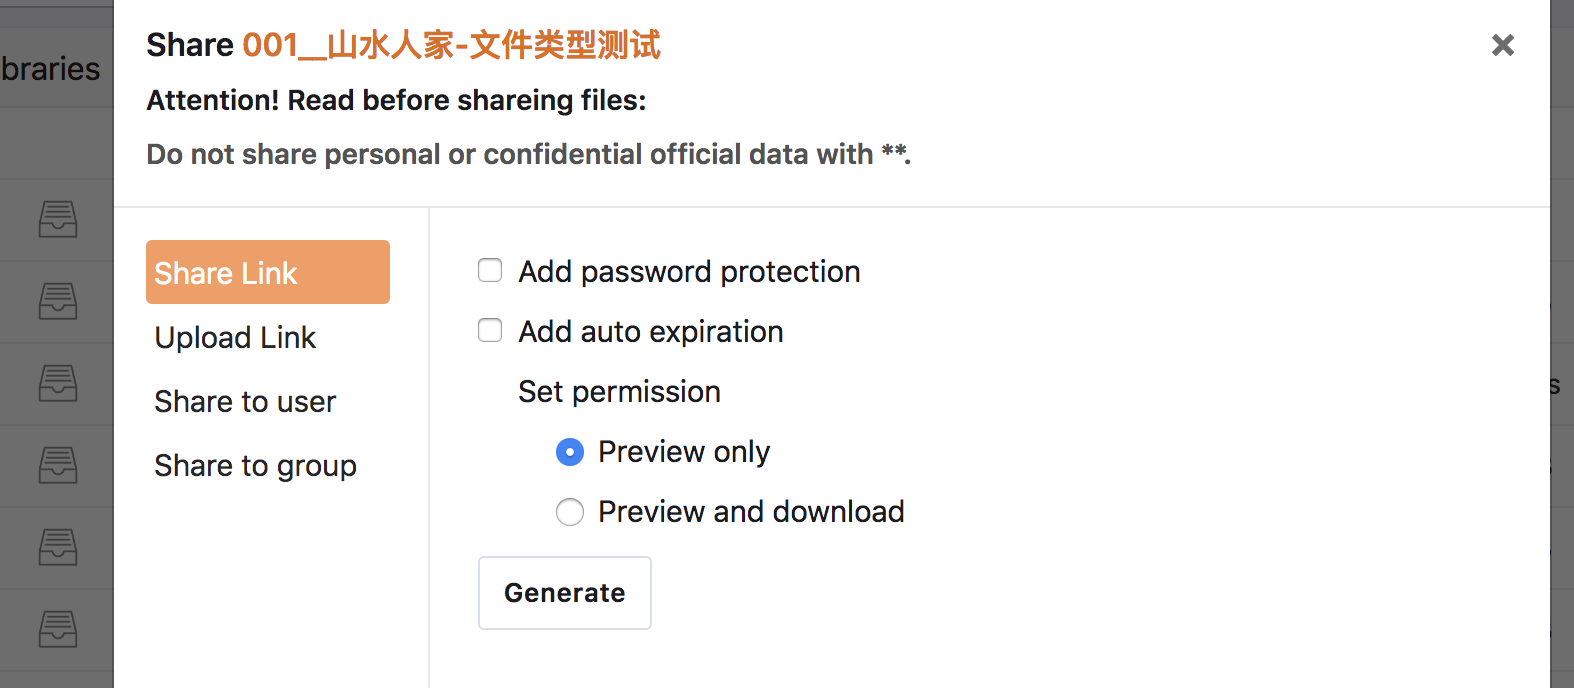 Share 001__山水人家-文件类型测试
Attention! Read before shareing files:
Do not share personal or confidential official data with **.
braries
Share Link
Upload Link
Share to user
Share to group
Add password protection
Add auto expiration
Set permission
Preview only
Preview and download
Generate
s